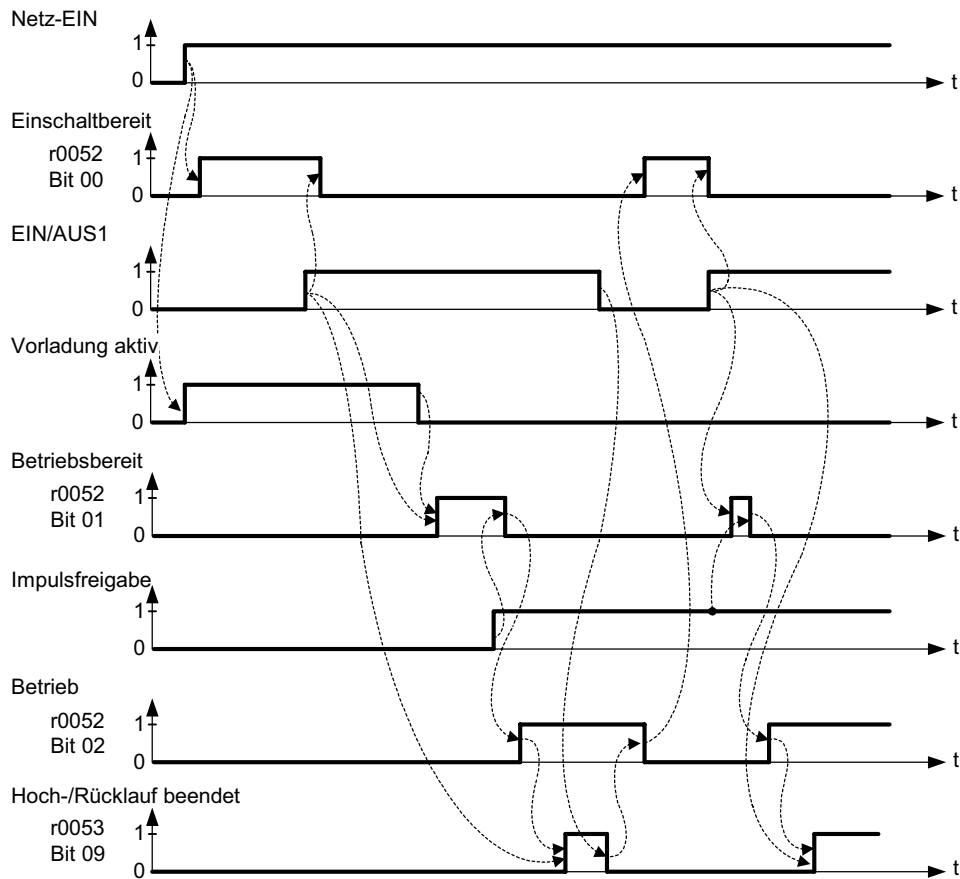 Netz-EIN
1
0
t
Einschaltbereit
r0052
Bit 00
1
0
t
EIN/AUS1
1
0
t
Vorladung aktiv
1
0
t
Betriebsbereit
r0052
Bit 01
1
0
t
Impulsfreigabe
1
0
t
Betrieb
r0052
Bit 02
1
0
t
Hoch-/Rücklauf beendet
r0053
Bit 09
1
0
t